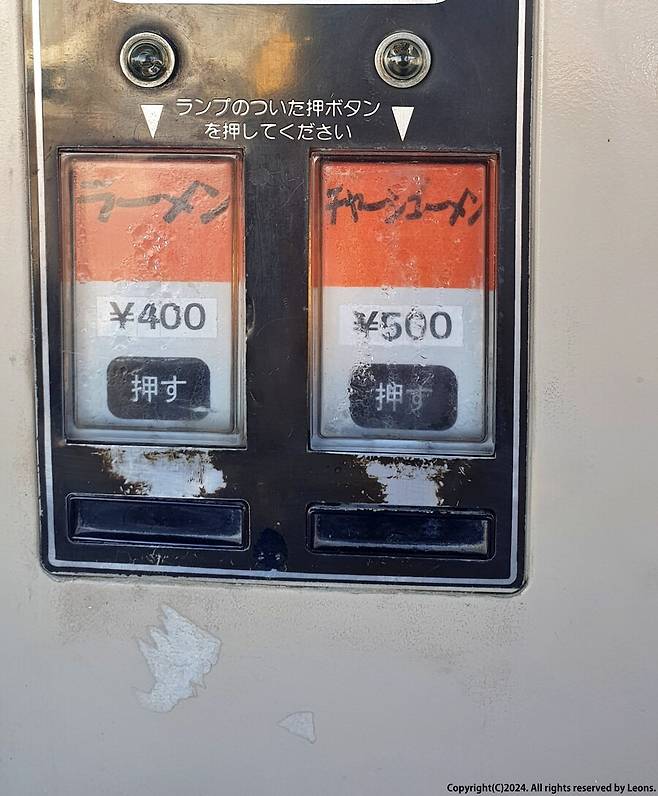 ランプのついた押ボタン
を押してください
ラーメン
¥400
押す
チャーシューメン
¥500
押す
Copyright(C)2024. All rights reserved by Leons.